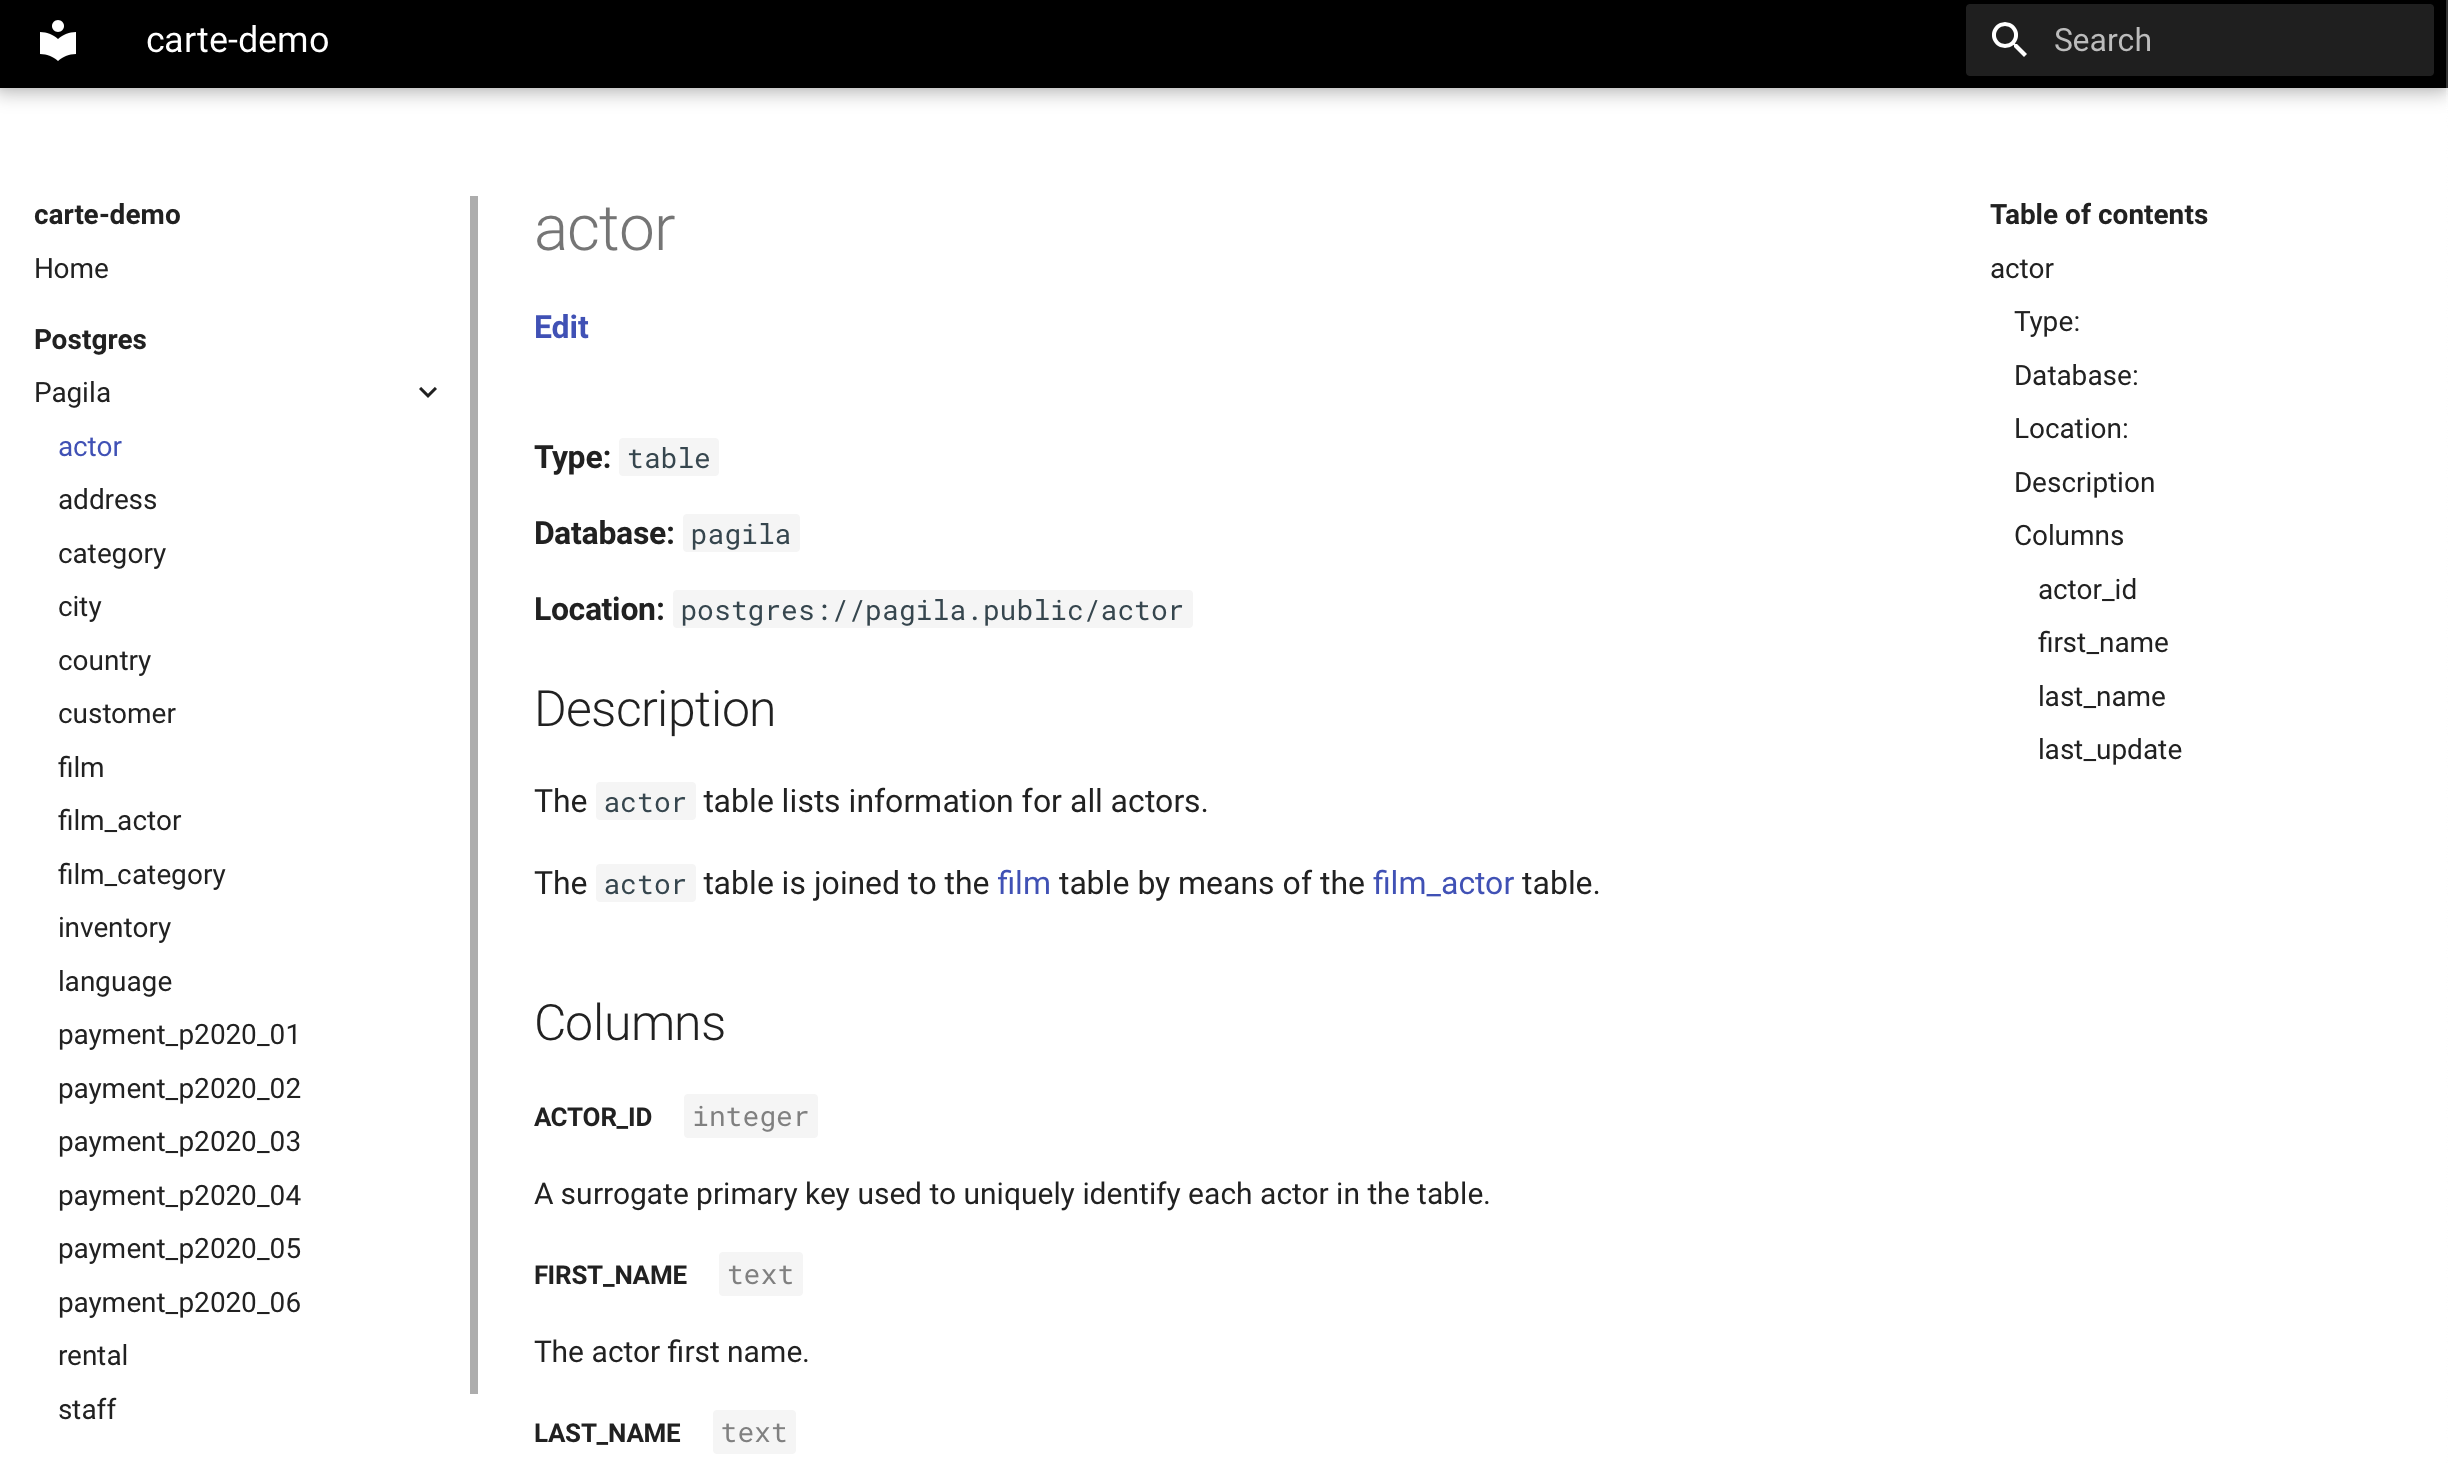 carte-demo
Search
carte-demo
Home
Postgres
Pagila
actor
address
category
city
country
customer
film
film_actor
film_category
inventory
language
payment_p2020_01
payment_p2020_02
payment_p2020_03
payment_p2020_04
payment_p2020_05
payment_p2020_06
rental
staff
actor
Edit
Type: table
Database: pagila
Location: postgres://pagila.public/actor
Description
The actor table lists information for all actors.
The actor table is joined to the film table by means of the film_actor table.
Columns
ACTOR_ID integer
A surrogate primary key used to uniquely identify each actor in the table.
FIRST_NAME text
The actor first name.
LAST_NAME text
Table of contents
actor
Type:
Database:
Location:
Description
Columns
actor_id
first_name
last_name
last_update